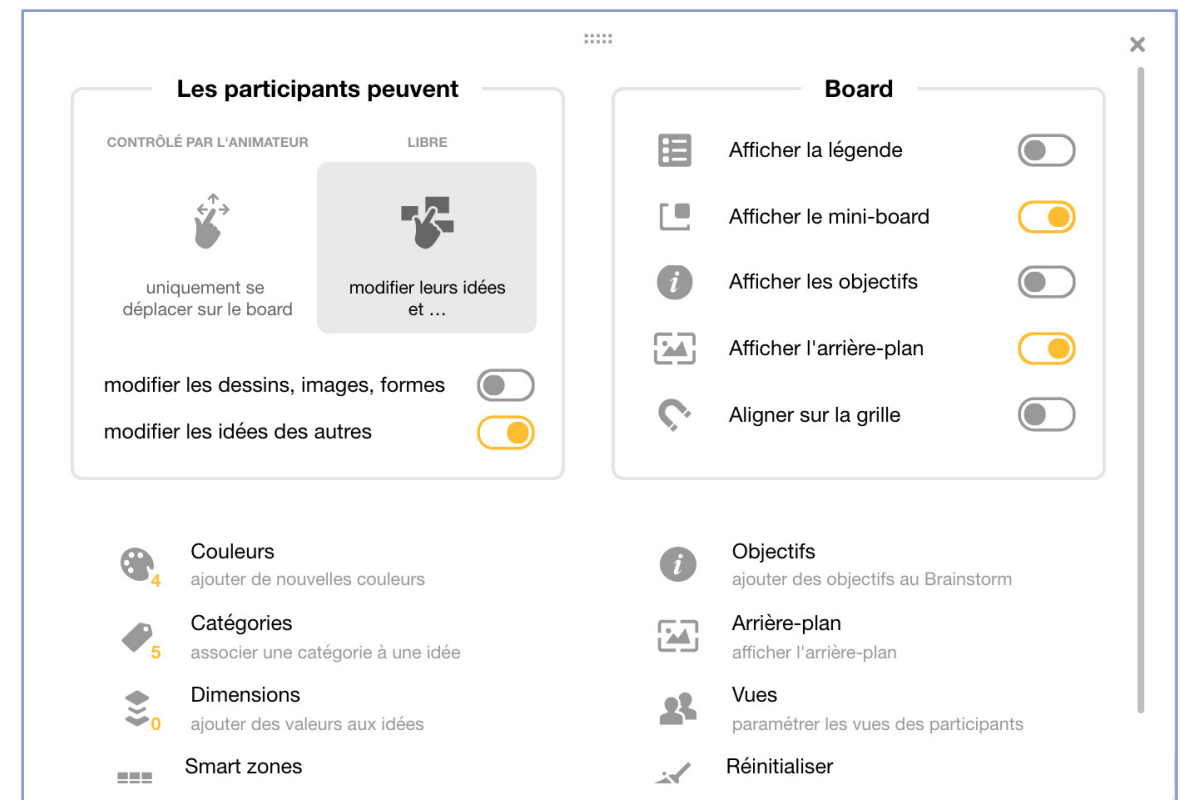 Les participants peuvent
CONTRÔLÉ PAR L'ANIMATEUR
LIBRE
uniquement se
déplacer sur le board
modifier leurs idées
et …
modifier les dessins, images, formes
modifier les idées des autres
Board
Afficher la légende
Afficher le mini-board
Afficher les objectifs
Afficher l'arrière-plan
Aligner sur la grille
Couleurs
4
ajouter de nouvelles couleurs
Catégories
5
associer une catégorie à une idée
Dimensions
0
ajouter des valeurs aux idées
Smart zones
Objectifs
ajouter des objectifs au Brainstorm
Arrière-plan
afficher l'arrière-plan
Vues
paramétrer les vues des participants
Réinitialiser